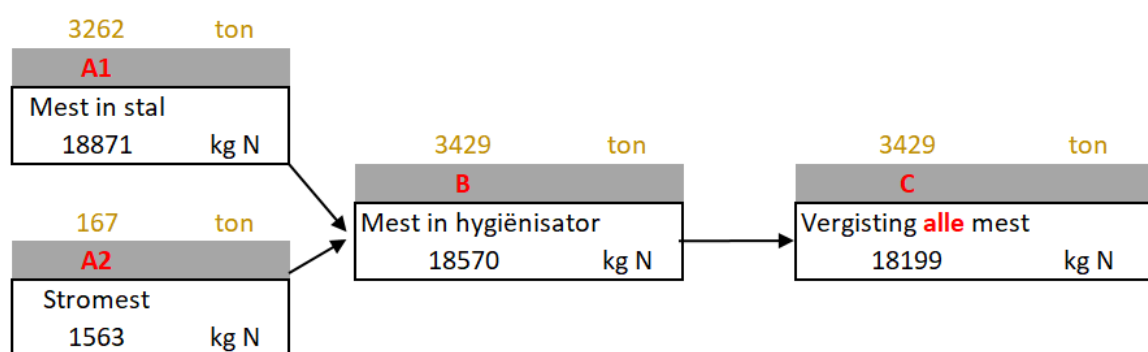 3262 ton
A1
Mest in stal
18871 kg N
167 ton
A2
Stromest
1563 kg N
3429 ton
B
Mest in hygiënisator
18570 kg N
3429 ton
C
Vergisting alle mest
18199 kg N